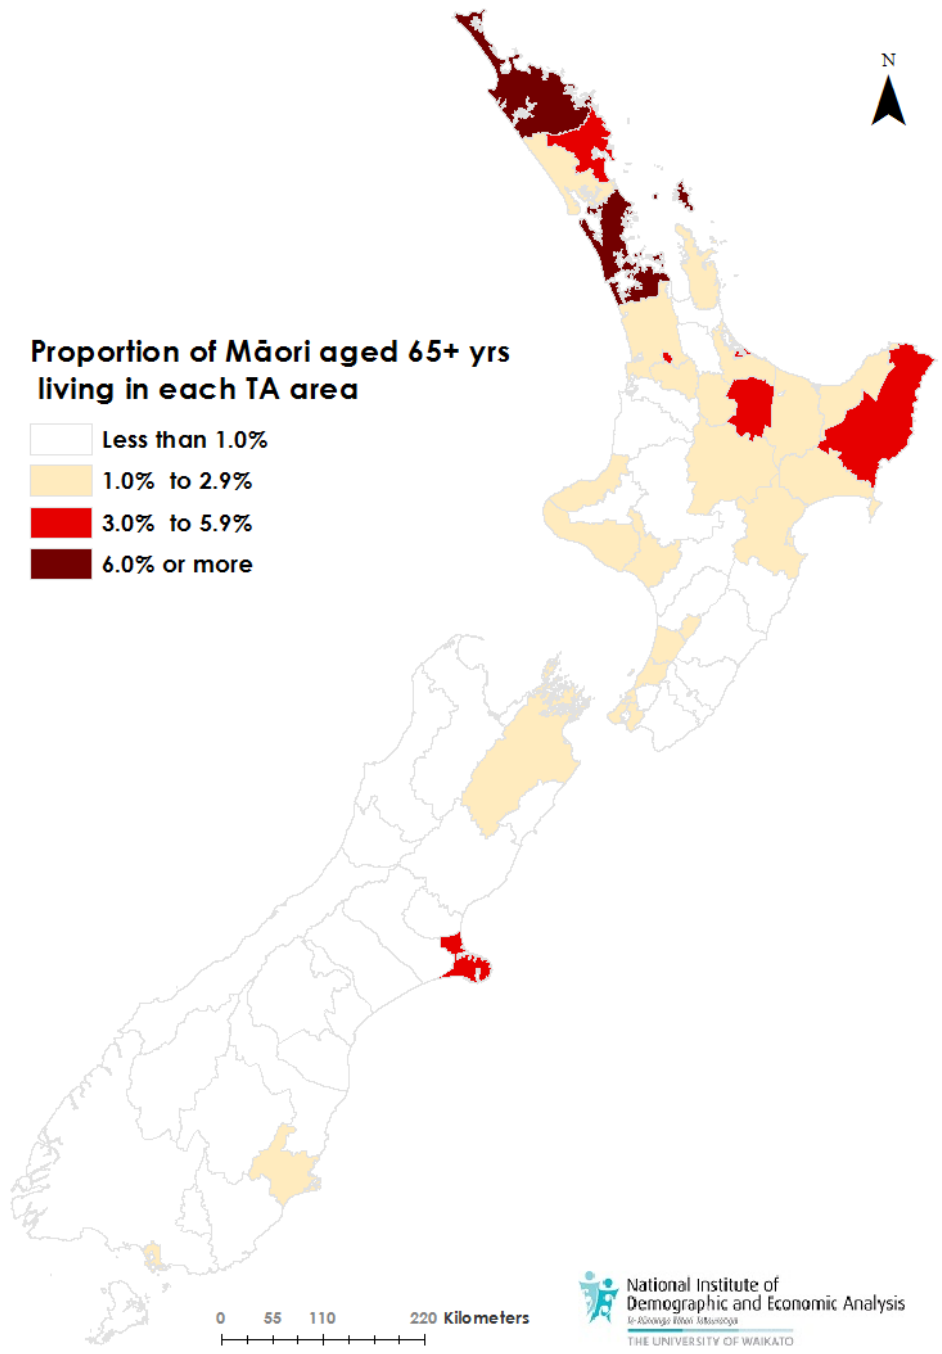 N
Proportion of Māori aged 65+ yrs
living in each TA area
Less than 1.0%
1.0% to 2.9%
3.0% to 5.9%
6.0% or more
0 55 110 220 Kilometers
National Institute of
Demographic and Economic Analysis
THE UNIVERSITY OF WAIKATO